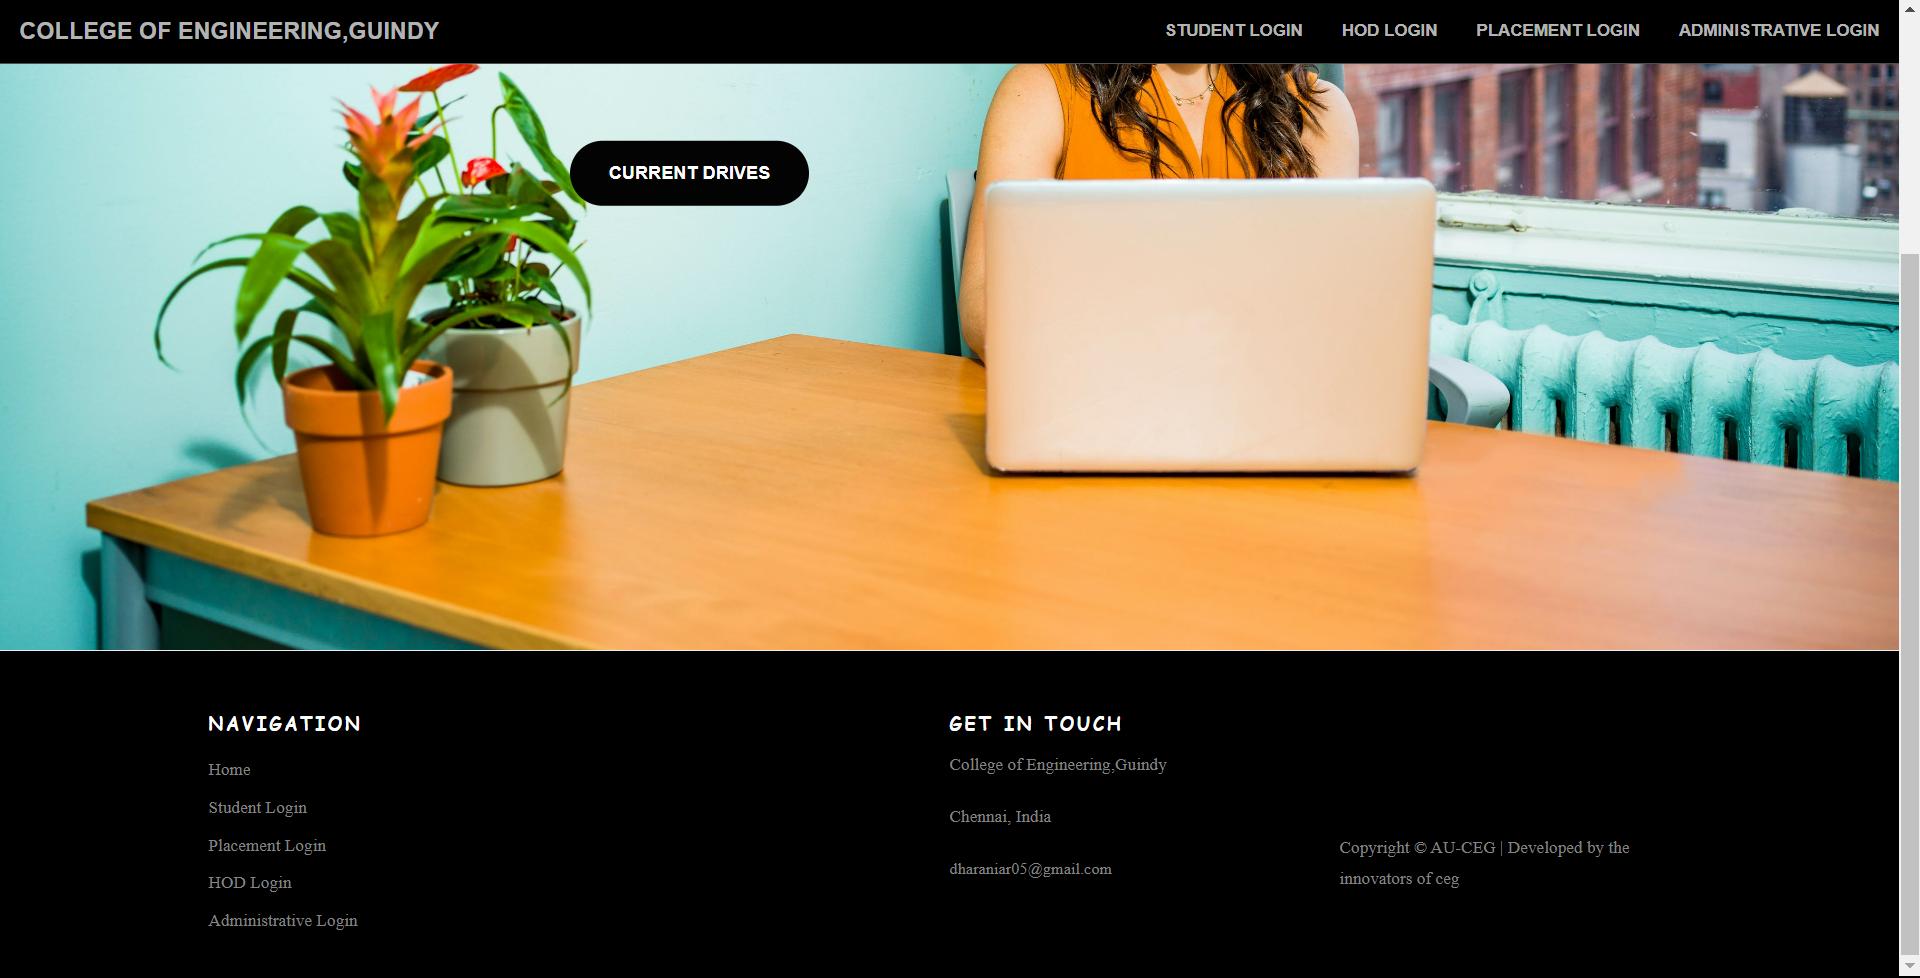 COLLEGE OF ENGINEERING,GUINDY
STUDENT LOGIN
HOD LOGIN
PLACEMENT LOGIN
ADMINISTRATIVE LOGIN
CURRENT DRIVES
NAVIGATION
Home
Student Login
Placement Login
HOD Login
Administrative Login
GET IN TOUCH
College of Engineering,Guindy
Chennai, India
dharaniar05@gmail.com
Copyright © AU-CEG | Developed by the
innovators of ceg